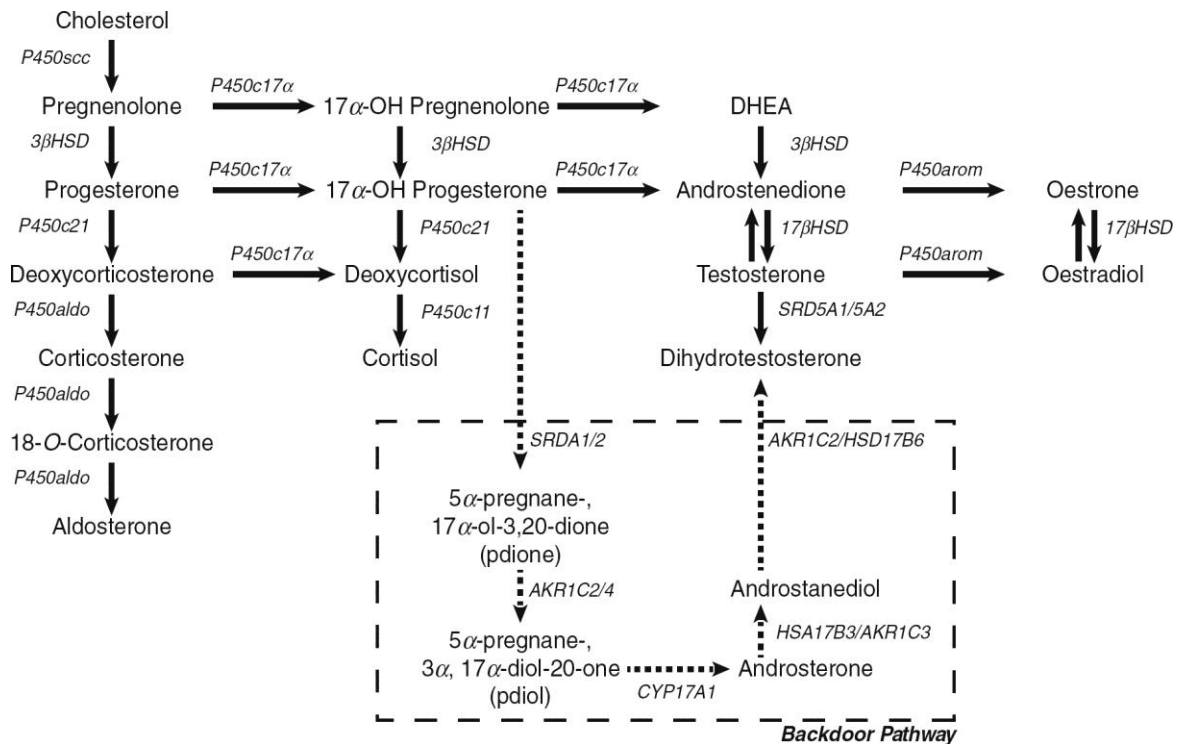 Cholesterol
P450scc
P450c17α P450c17α
Pregnenolone 17α-OH Pregnenolone DHEA
3βHSD 3βHSD 3βHSD
P450c17α P450c17α P450arom
Progesterone 17α-OH Progesterone Androstenedione Oestrone
P450c21 P450c21 17βHSD 17βHSD
P450c17α P450arom
Deoxycorticosterone Deoxycortisol Testosterone Oestradiol
P450aldo P450c11 SRD5A1/5A2
Corticosterone Cortisol Dihydrotestosterone
P450aldo
18-O-Corticosterone SRDA1/2 AKR1C2/HSD17B6
P450aldo
Aldosterone
5α-pregnane-,
17α-ol-3,20-dione
(pdione)
AKR1C2/4 Androstanediol
5α-pregnane-, HSA17B3/AKR1C3
3α, 17α-diol-20-one Androsterone
(pdiol) CYP17A1
Backdoor Pathway